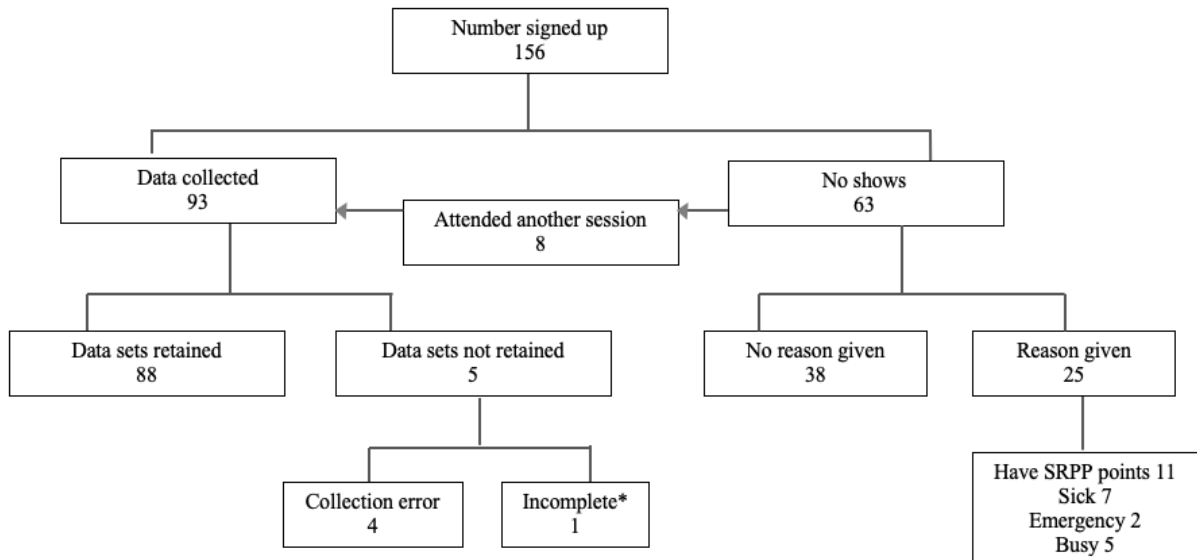 Number signed up
156
Data collected
93
No shows
63
Attended another session
8
Data sets retained
88
Data sets not retained
5
No reason given
38
Reason given
25
Collection error
4
Incomplete*
1
Have SRPP points 11
Sick 7
Emergency 2
Busy 5